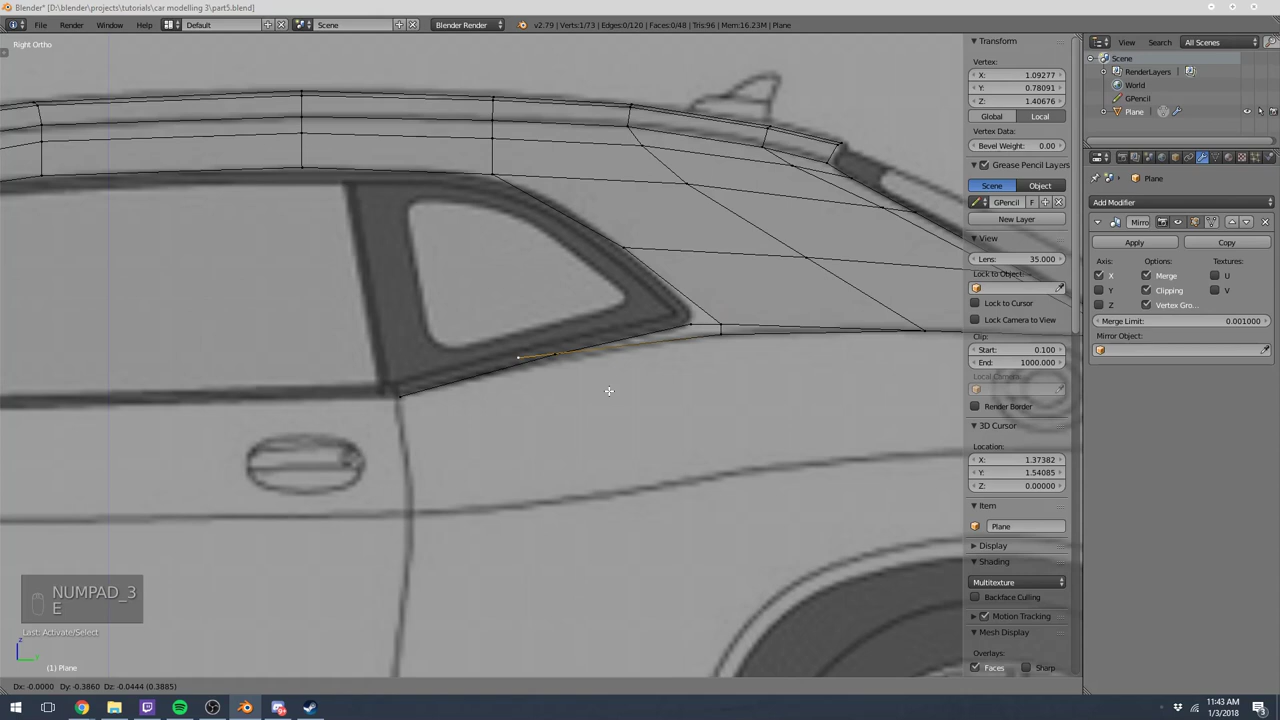 Blender* [D:\blender\projects\tutorials\car modelling 3\part5.blend]
File Render Window Help Default Scene Blender Render v2.79 | Verts:1/73 | Edges:0/120 | Faces:0/48 | Tris:96 | Mem:16.23M | Plane
Right Ortho
Transform
Vertex:
X: 1.09277
Y: 0.78091
Z: 1.40676
Global Local
Vertex Data:
Bevel Weight: 0.00
Grease Pencil Layers
Scene Object
GPencil F
New Layer
View
Lens: 35.000
Lock to Object:
Lock to Cursor
Lock Camera to View
Clip:
Start: 0.100
End: 1000.000
Local Camera:
Render Border
3D Cursor
Location:
X: 1.37382
Y: 1.54085
Z: 0.00000
Item
Plane
Display
Shading
Multitexture
Backface Culling
Motion Tracking
Mesh Display
Overlays:
Faces Sharp
View Search All Scenes
Scene
RenderLayers
World
GPencil
Plane
Plane
Add Modifier
Mirro
Apply Copy
Axis: Options: Textures:
X Merge U
Y Clipping V
Z Vertex Gro...
Merge Limit: 0.001000
Mirror Object:
NUMPAD_3
E
Last: Activate/Select
z
y
(1) Plane
Dx: -0.0000 Dy: -0.3860 Dz: -0.0444 (0.3885)
11:43 AM
1/3/2018
3